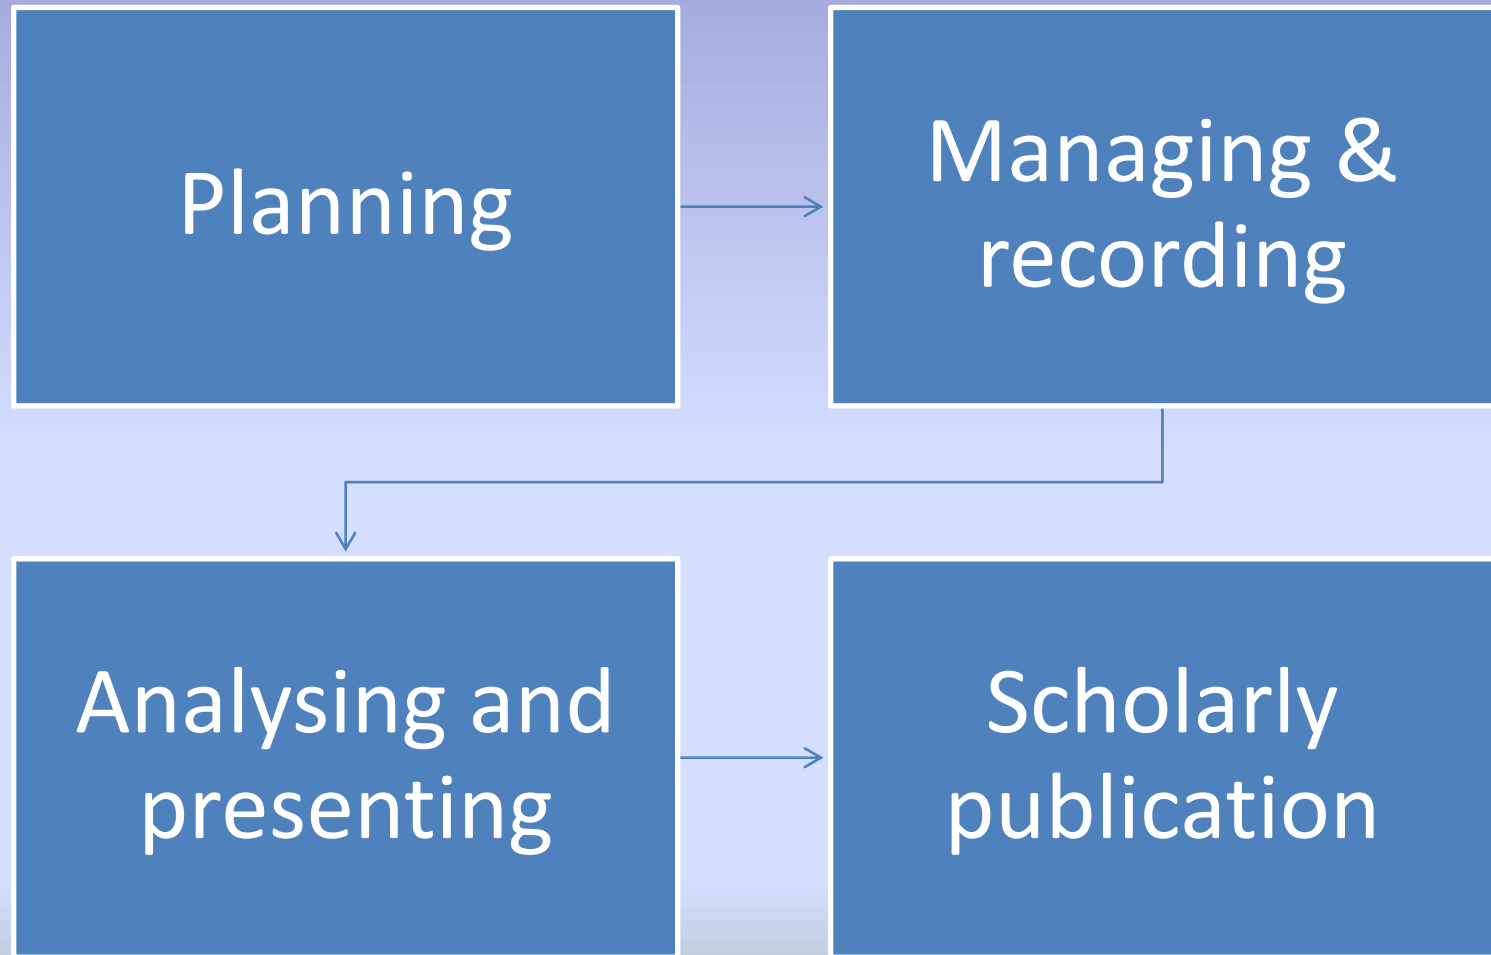 Planning
Managing &
recording
Analysing and
presenting
Scholarly
publication